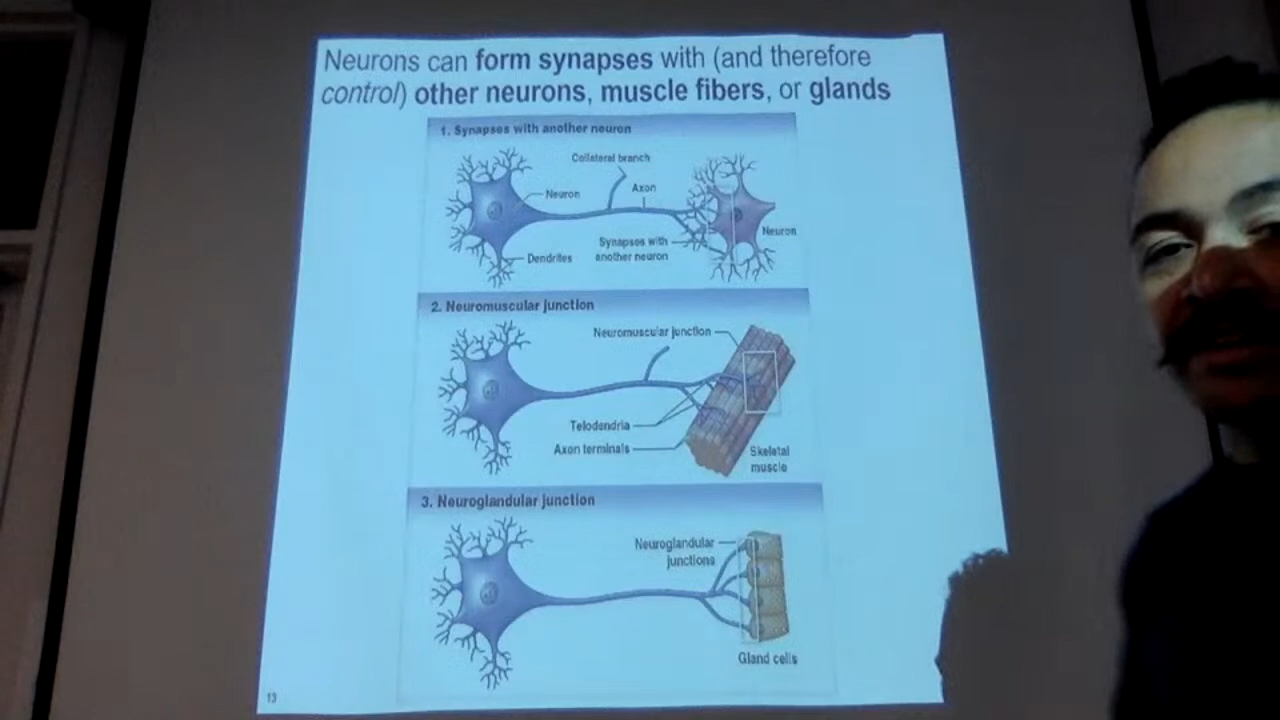 Neurons can form synapses with (and therefore
control) other neurons, muscle fibers, or glands
1. Synapses with another neuron
Collateral branch
Neuron
Axon
Neuron
Synapses with
another neuron
Dendrites
2. Neuromuscular junction
Neuromuscular junction
Telodendria
Axon terminals
Skeletal
muscle
3. Neuroglandular junction
Neuroglandular
junctions
Gland cells
13